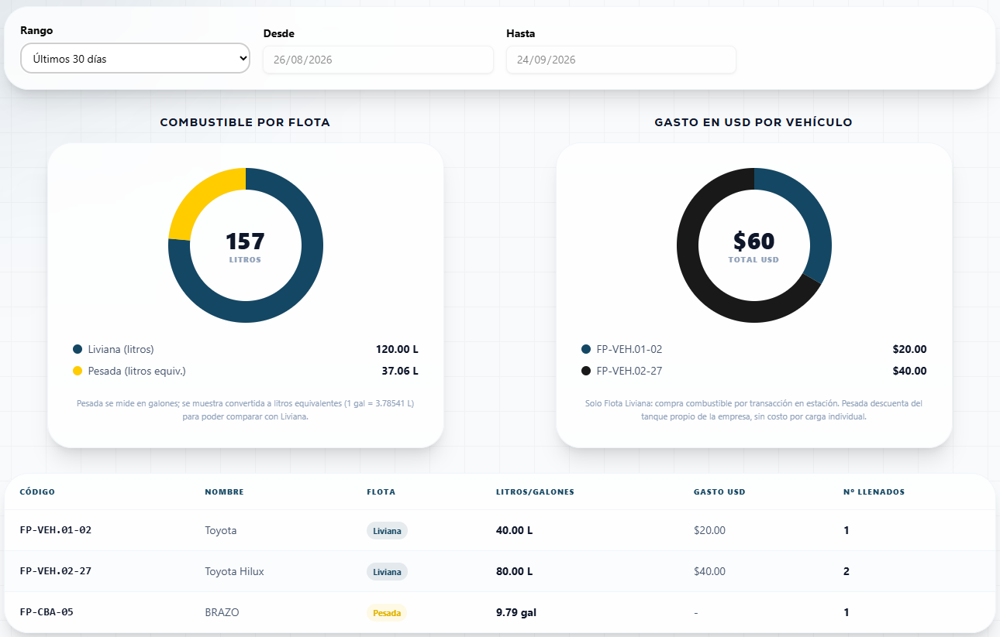 Rango
Últimos 30 días
Desde
26/08/2026
Hasta
24/09/2026
COMBUSTIBLE POR FLOTA
157
LITROS
Liviana (litros) 120.00 L
Pesada (litros equiv.) 37.06 L
Pesada se mide en galones; se muestra convertida a litros equivalentes (1 gal = 3.78541 L)
para poder comparar con Liviana.
GASTO EN USD POR VEHÍCULO
$60
TOTAL USD
FP-VEH.01-02 $20.00
FP-VEH.02-27 $40.00
Solo Flota Liviana: compra combustible por transacción en estación. Pesada descuenta del
tanque propio de la empresa, sin costo por carga individual.
CÓDIGO NOMBRE FLOTA LITROS/GALONES GASTO USD Nº LLENADOS
FP-VEH.01-02 Toyota Liviana 40.00 L $20.00 1
FP-VEH.02-27 Toyota Hilux Liviana 80.00 L $40.00 2
FP-CBA-05 BRAZO Pesada 9.79 gal - 1